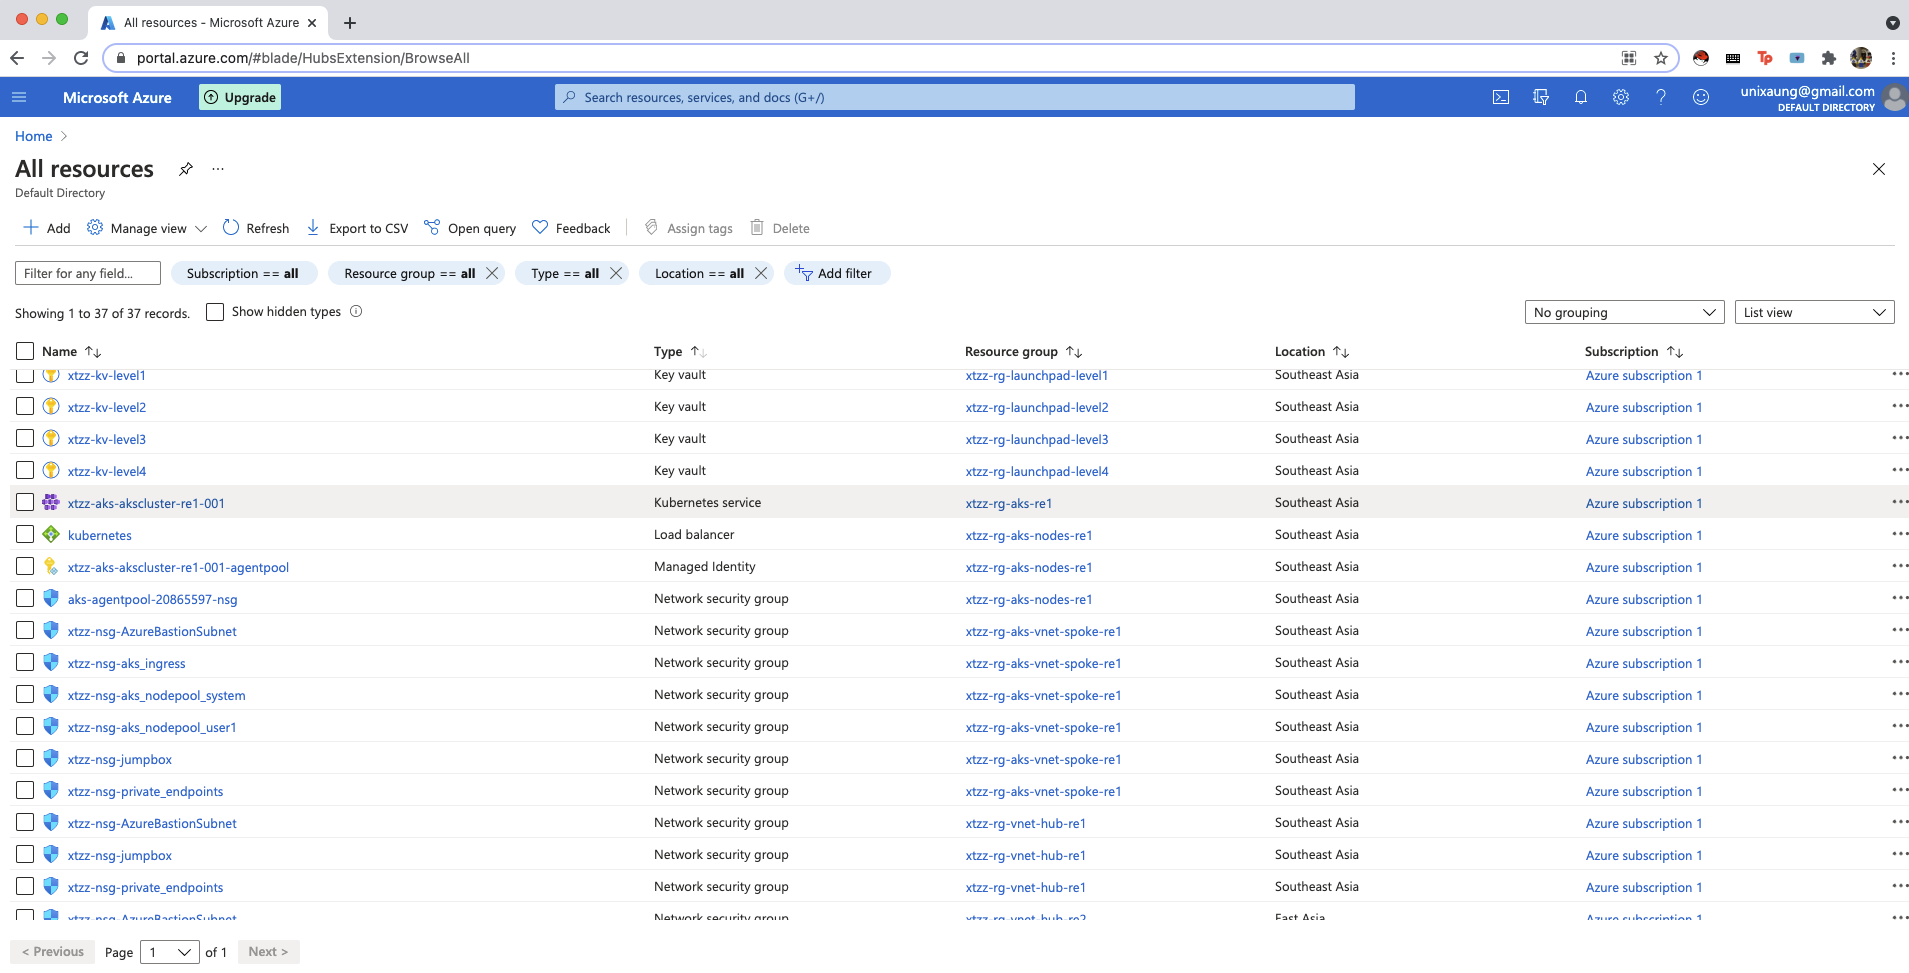 All resources - Microsoft Azure
portal.azure.com/#blade/HubsExtension/BrowseAll
Tp
Microsoft Azure Upgrade Search resources, services, and docs (G+/) unixaung@gmail.com
DEFAULT DIRECTORY
Home
All resources
Default Directory
Add Manage view Refresh Export to CSV Open query Feedback Assign tags Delete
Filter for any field... Subscription == all Resource group == all Type == all Location == all Add filter
Showing 1 to 37 of 37 records. Show hidden types No grouping List view
Name Type Resource group Location Subscription
xtzz-kv-level1 Key vault xtzz-rg-launchpad-level1 Southeast Asia Azure subscription 1
xtzz-kv-level2 Key vault xtzz-rg-launchpad-level2 Southeast Asia Azure subscription 1
xtzz-kv-level3 Key vault xtzz-rg-launchpad-level3 Southeast Asia Azure subscription 1
xtzz-kv-level4 Key vault xtzz-rg-launchpad-level4 Southeast Asia Azure subscription 1
xtzz-aks-akscluster-re1-001 Kubernetes service xtzz-rg-aks-re1 Southeast Asia Azure subscription 1
kubernetes Load balancer xtzz-rg-aks-nodes-re1 Southeast Asia Azure subscription 1
xtzz-aks-akscluster-re1-001-agentpool Managed Identity xtzz-rg-aks-nodes-re1 Southeast Asia Azure subscription 1
aks-agentpool-20865597-nsg Network security group xtzz-rg-aks-nodes-re1 Southeast Asia Azure subscription 1
xtzz-nsg-AzureBastionSubnet Network security group xtzz-rg-aks-vnet-spoke-re1 Southeast Asia Azure subscription 1
xtzz-nsg-aks_ingress Network security group xtzz-rg-aks-vnet-spoke-re1 Southeast Asia Azure subscription 1
xtzz-nsg-aks_nodepool_system Network security group xtzz-rg-aks-vnet-spoke-re1 Southeast Asia Azure subscription 1
xtzz-nsg-aks_nodepool_user1 Network security group xtzz-rg-aks-vnet-spoke-re1 Southeast Asia Azure subscription 1
xtzz-nsg-jumpbox Network security group xtzz-rg-aks-vnet-spoke-re1 Southeast Asia Azure subscription 1
xtzz-nsg-private_endpoints Network security group xtzz-rg-aks-vnet-spoke-re1 Southeast Asia Azure subscription 1
xtzz-nsg-AzureBastionSubnet Network security group xtzz-rg-vnet-hub-re1 Southeast Asia Azure subscription 1
xtzz-nsg-jumpbox Network security group xtzz-rg-vnet-hub-re1 Southeast Asia Azure subscription 1
xtzz-nsg-private_endpoints Network security group xtzz-rg-vnet-hub-re1 Southeast Asia Azure subscription 1
xtzz-nsg-AzureBastionSubnet Network security group xtzz-rg-vnet-hub-re2 East Asia Azure subscription 1
< Previous Page 1 of 1 Next >